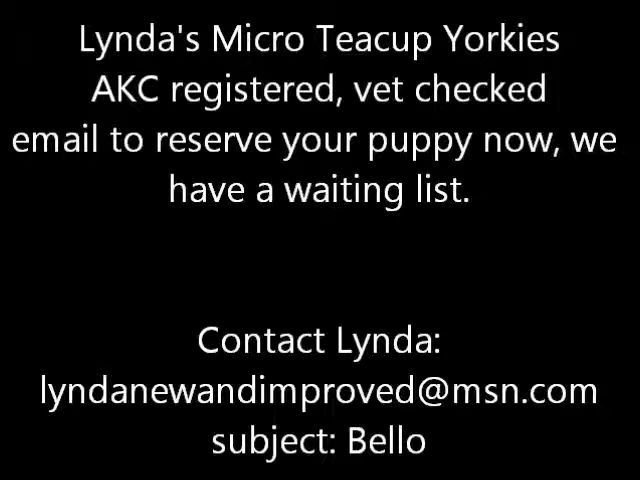 Lynda's Micro Teacup Yorkies
AKC registered, vet checked
email to reserve your puppy now, we
have a waiting list.
Contact Lynda:
lyndanewandimproved@msn.com
subject: Bello